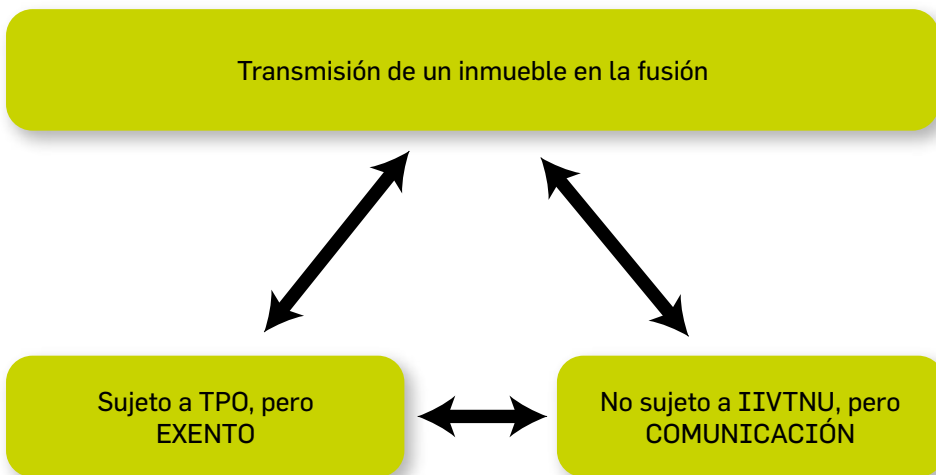 Transmisión de un inmueble en la fusión
Sujeto a TPO, pero
EXENTO
No sujeto a IIVTNU, pero
COMUNICACIÓN